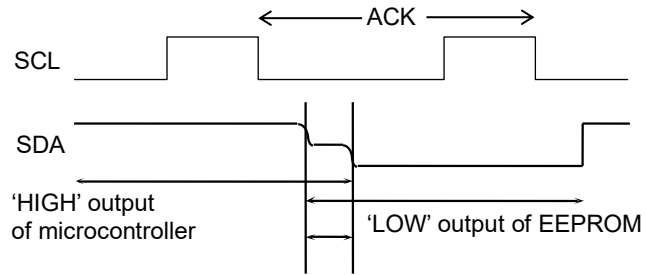 ACK
SCL
SDA
‘HIGH’ output
of microcontroller
‘LOW’ output of EEPROM